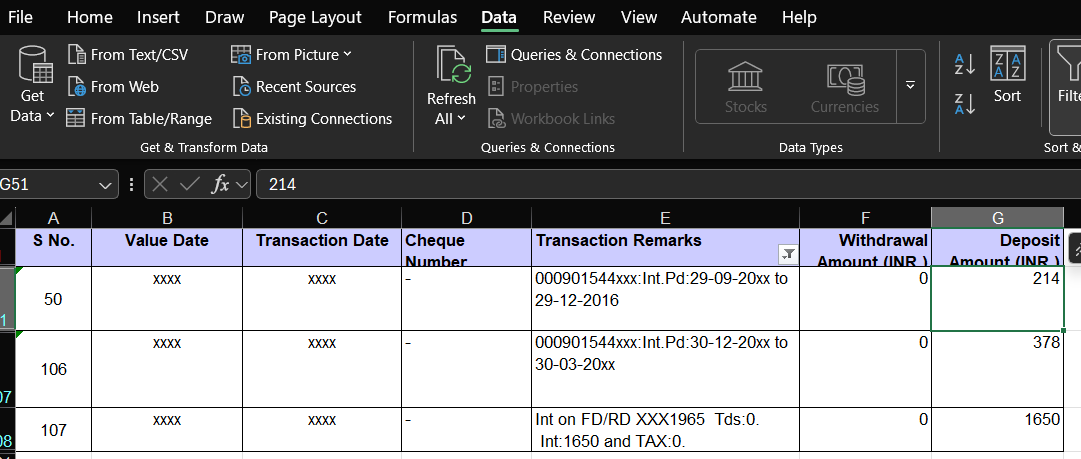 File Home Insert Draw Page Layout Formulas Data Review View Automate Help
From Text/CSV
From Web
From Table/Range
Get
Data
From Picture
Recent Sources
Existing Connections
Get & Transform Data
Refresh
All
Queries & Connections
Properties
Workbook Links
Queries & Connections
Stocks
Currencies
Data Types
Sort
G51
fx
214
A B C D E F G
S No. Value Date Transaction Date Cheque Transaction Remarks Withdrawal Deposit
Number Amount (INR ) Amount (INR )
50 xxxx xxxx - 000901544xxx:Int.Pd:29-09-20xx to 0 214
29-12-2016
106 xxxx xxxx - 000901544xxx:Int.Pd:30-12-20xx to 0 378
30-03-20xx
107 xxxx xxxx - Int on FD/RD XXX1965 Tds:0. 0 1650
Int:1650 and TAX:0.